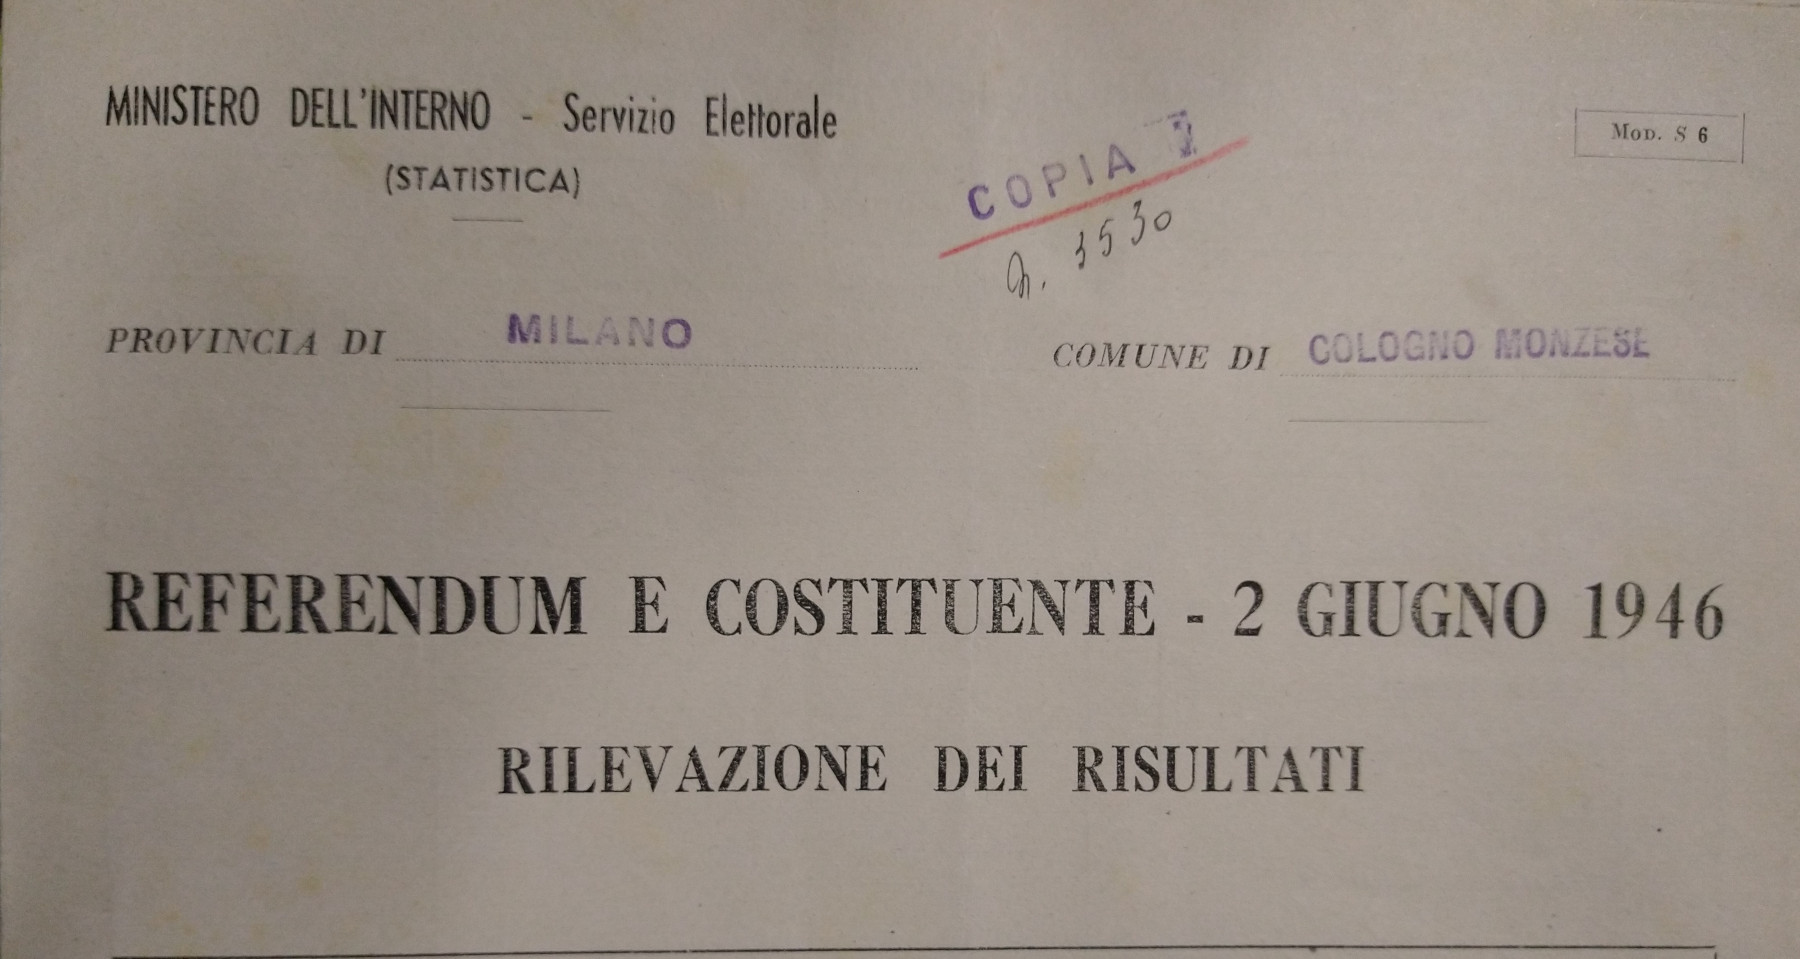 MINISTERO DELL'INTERNO - Servizio Elettorale
(STATISTICA)
COPIA
Mod. S 6
N. 3530
PROVINCIA DI MILANO
COMUNE DI COLOGNO MONZESE
REFERENDUM E COSTITUENTE - 2 GIUGNO 1946
RILEVAZIONE DEI RISULTATI